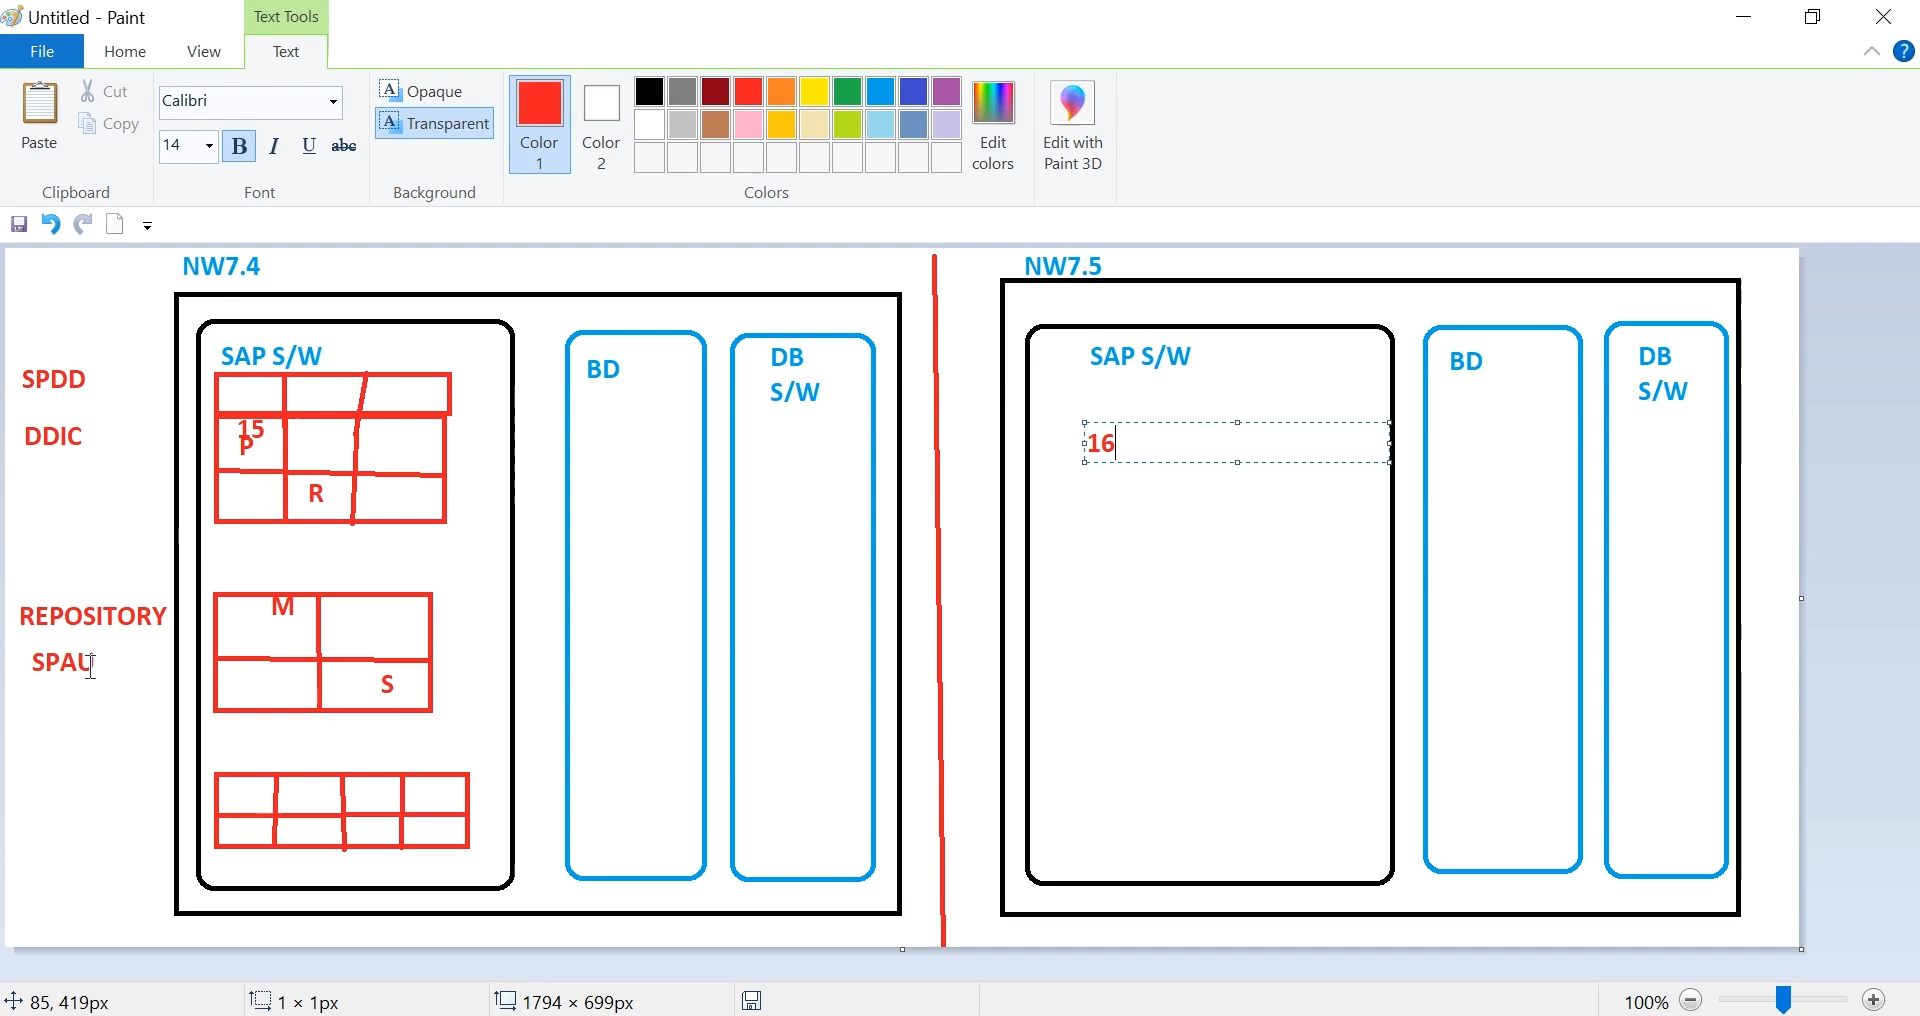 Untitled - Paint
Text Tools
File
Home
View
Text
Paste
Cut
Copy
Clipboard
Calibri
14
B
I
U
abc
Font
A Opaque
A Transparent
Background
Color
1
Color
2
Edit
colors
Colors
Edit with
Paint 3D
?
NW7.4
SAP S/W
BD
DB
S/W
SPDD
DDIC
15
P
R
REPOSITORY
SPAU
M
S
NW7.5
SAP S/W
BD
DB
S/W
16
85, 419px
1 × 1px
1794 × 699px
100%